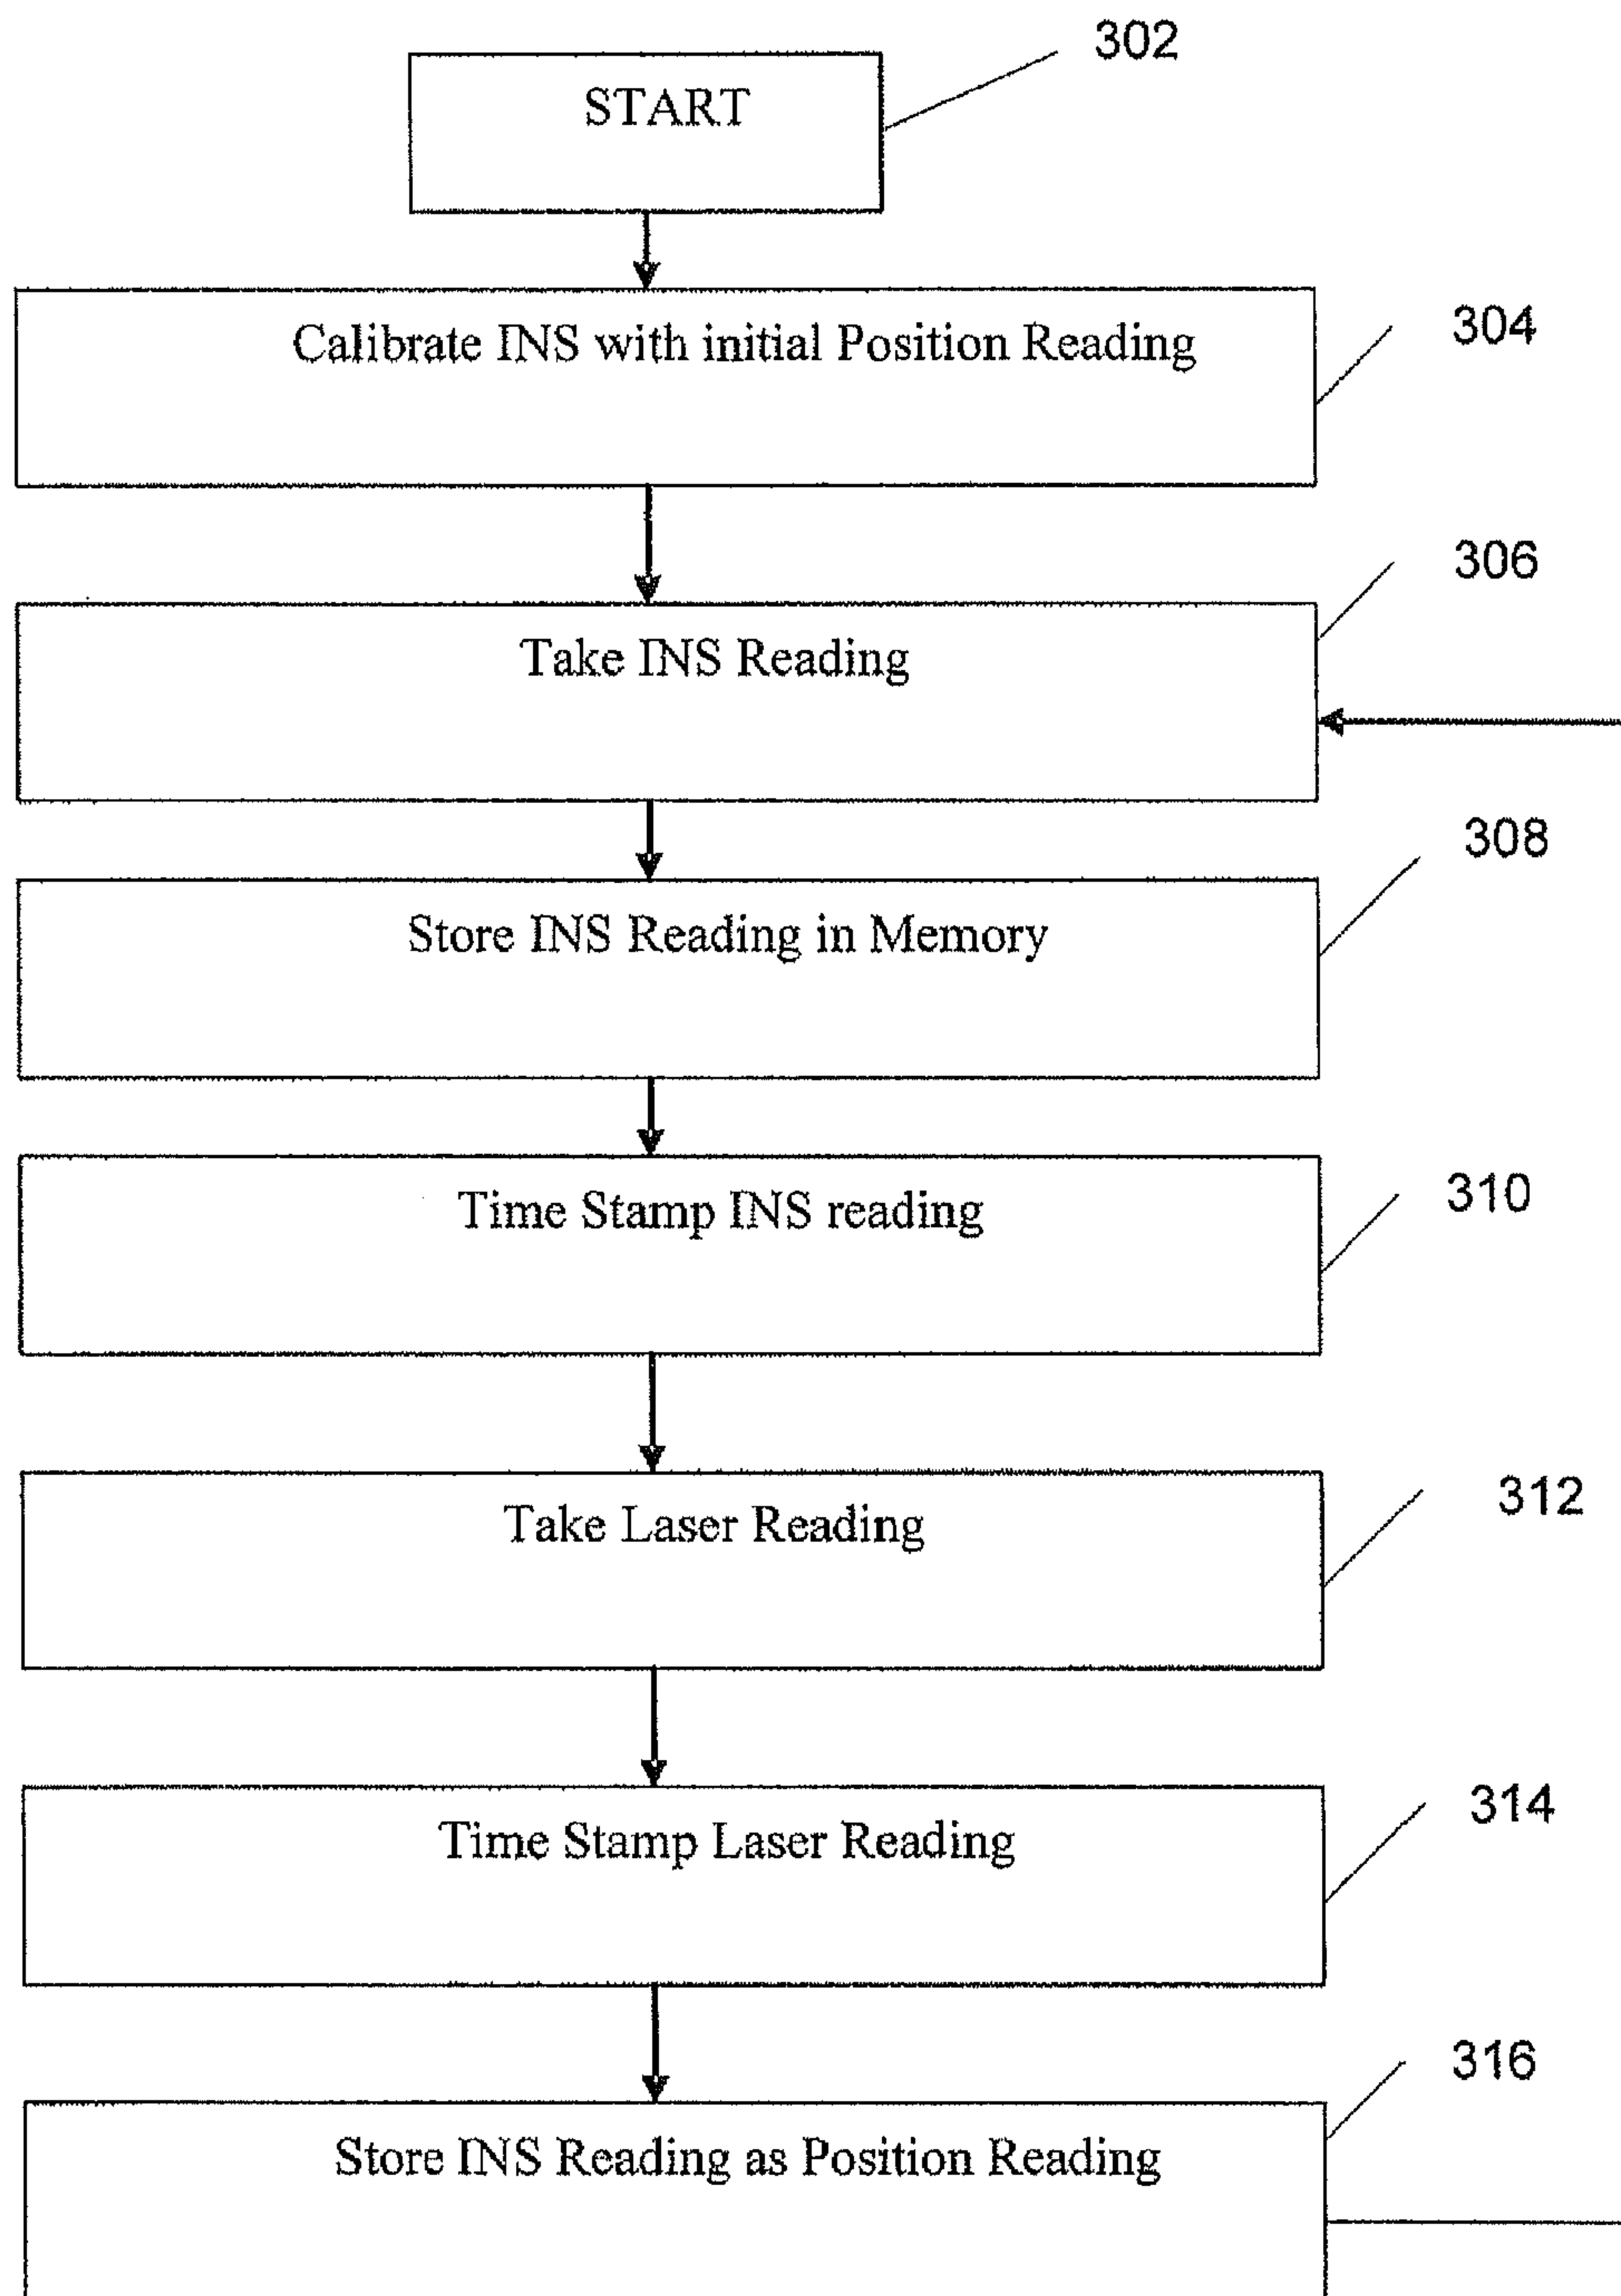 302
START
304
Calibrate INS with initial Position Reading
306
Take INS Reading
308
Store INS Reading in Memory
310
Time Stamp INS reading
312
Take Laser Reading
314
Time Stamp Laser Reading
316
Store INS Reading as Position Reading